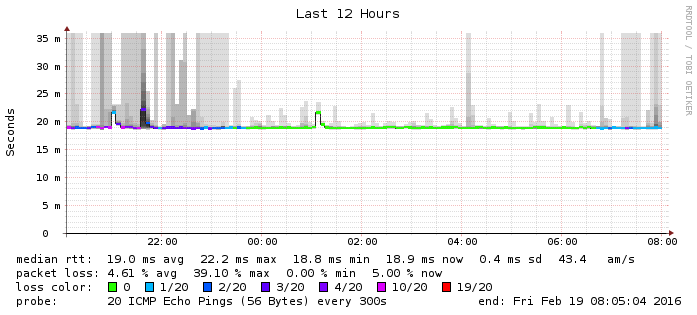 Last 12 Hours
RRDTOOL / TOBI OETIKER
Seconds
35 m
30 m
25 m
20 m
15 m
10 m
5 m
0
22:00 00:00 02:00 04:00 06:00 08:00
median rtt: 19.0 ms avg 22.2 ms max 18.8 ms min 18.9 ms now 0.4 ms sd 43.4 am/s
packet loss: 4.61 % avg 39.10 % max 0.00 % min 5.00 % now
loss color: 0 1/20 2/20 3/20 4/20 10/20 19/20
probe: 20 ICMP Echo Pings (56 Bytes) every 300s end: Fri Feb 19 08:05:04 2016